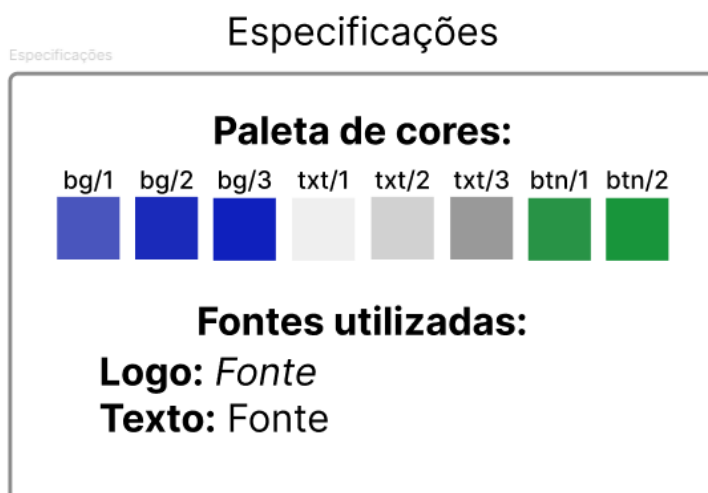 Especificações
Especificações
Paleta de cores:
bg/1 bg/2 bg/3 txt/1 txt/2 txt/3 btn/1 btn/2
Fontes utilizadas:
Logo: Fonte
Texto: Fonte